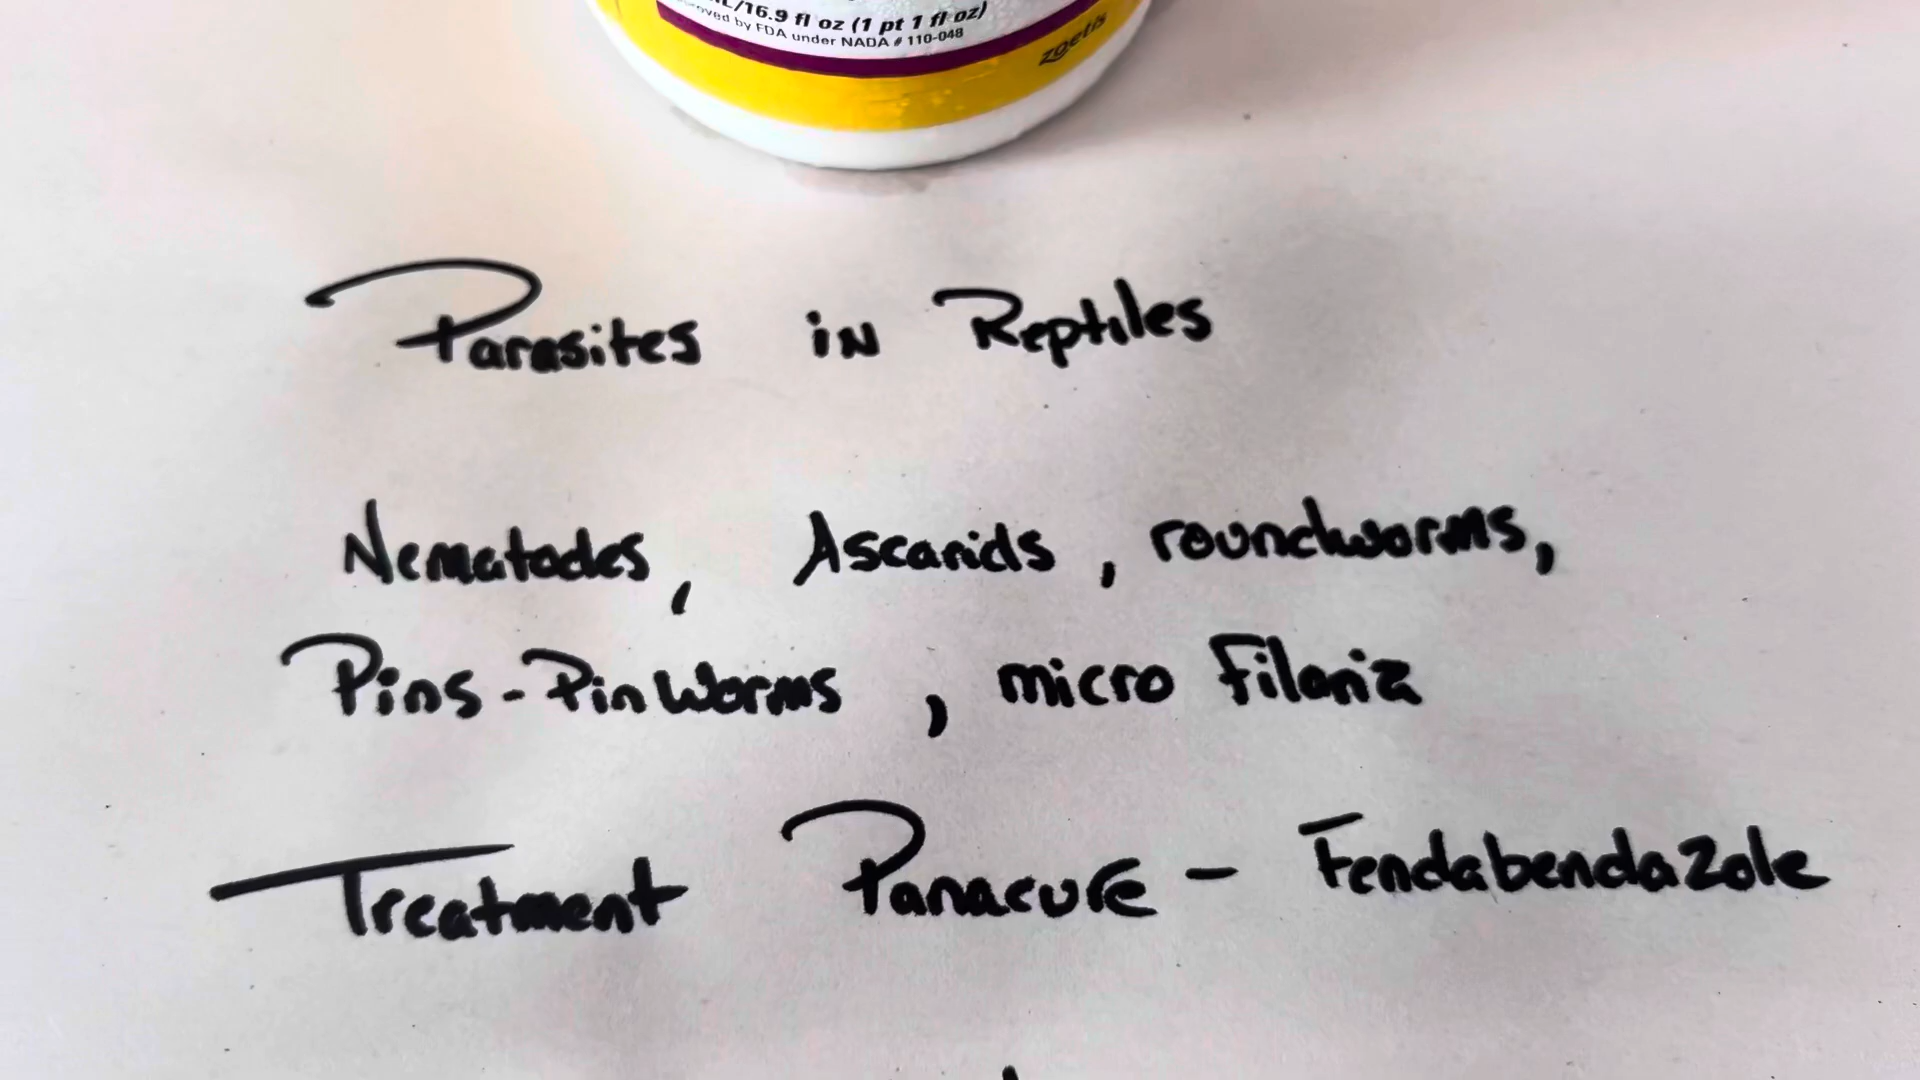 L/16.9 fl oz (1 pt 1 fl oz)
oved by FDA under NADA # 110-048
zoetis
Parasites in Reptiles
Nematodes, Ascarids, roundworms,
Pins-Pinworms, micro filaria
Treatment Panacure - Fendabendazole